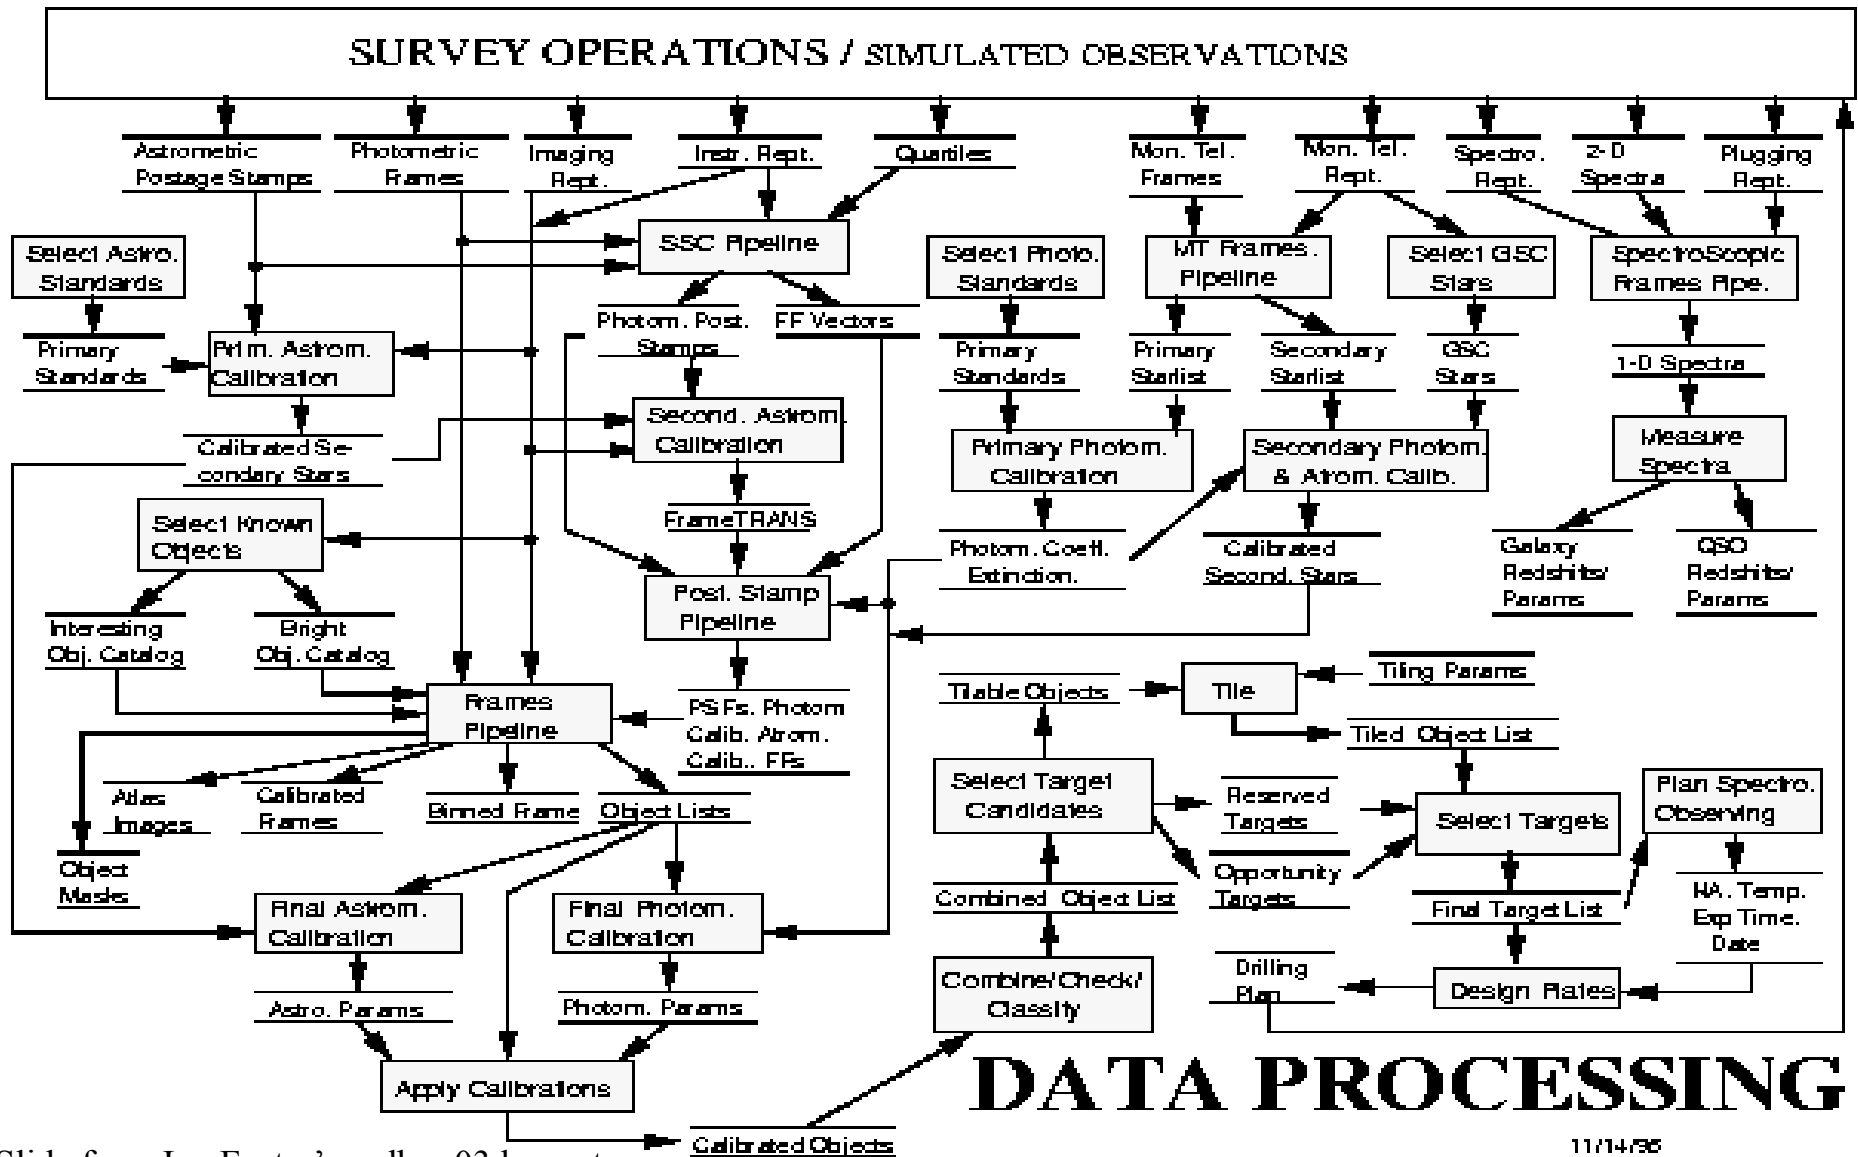 SURVEY OPERATIONS / SIMULATED OBSERVATIONS
Astrometric
Postage Stamps
Photometric
Frames
Imaging
Rept.
Instr. Rept.
Quartiles
Mon. Tel.
Frames
Mon. Tel.
Rept.
Spectro.
Rept.
2-D
Spectra
Plugging
Rept.
Select Astro.
Standards
SSC Pipeline
Select Photo.
Standards
MT Frames.
Pipeline
Select GSC
Stars
SpectroScopic
Frames Pipe.
Photom. Post.
Stamps
FF Vectors
Primary
Standards
Prim. Astrom.
Calibration
Primary
Standards
Primary
Starlist
Secondary
Starlist
GSC
Stars
1-D Spectra
Calibrated Se-
condary Stars
Second. Astrom.
Calibration
Primary Photom.
Calibration
Secondary Photom.
& Atrom. Calib.
Measure
Spectra
Select Known
Objects
FrameTRANS
Photom. Coeff.
Extinction.
Calibrated
Second. Stars
Galaxy
Redshifts/
Params
QSO
Redshifts/
Params
Post. Stamp
Pipeline
Interesting
Obj. Catalog
Bright
Obj. Catalog
Frames
Pipeline
PSFs. Photom
Calib. Atrom.
Calib.. FFs
Tilable Objects
Tile
Tiling Params
Tiled Object List
Atlas
Images
Calibrated
Frames
Binned Frame
Object Lists
Select Target
Candidates
Reserved
Targets
Select Targets
Plan Spectro.
Observing
Object
Masks
Opportunity
Targets
Combined Object List
Final Target List
HA. Temp.
Exp Time.
Date
Final Astrom.
Calibration
Final Photom.
Calibration
Combine/Check/
Classify
Drilling
Plan
Design Plates
Astro. Params
Photom. Params
Apply Calibrations
Calibrated Objects
DATA PROCESSING